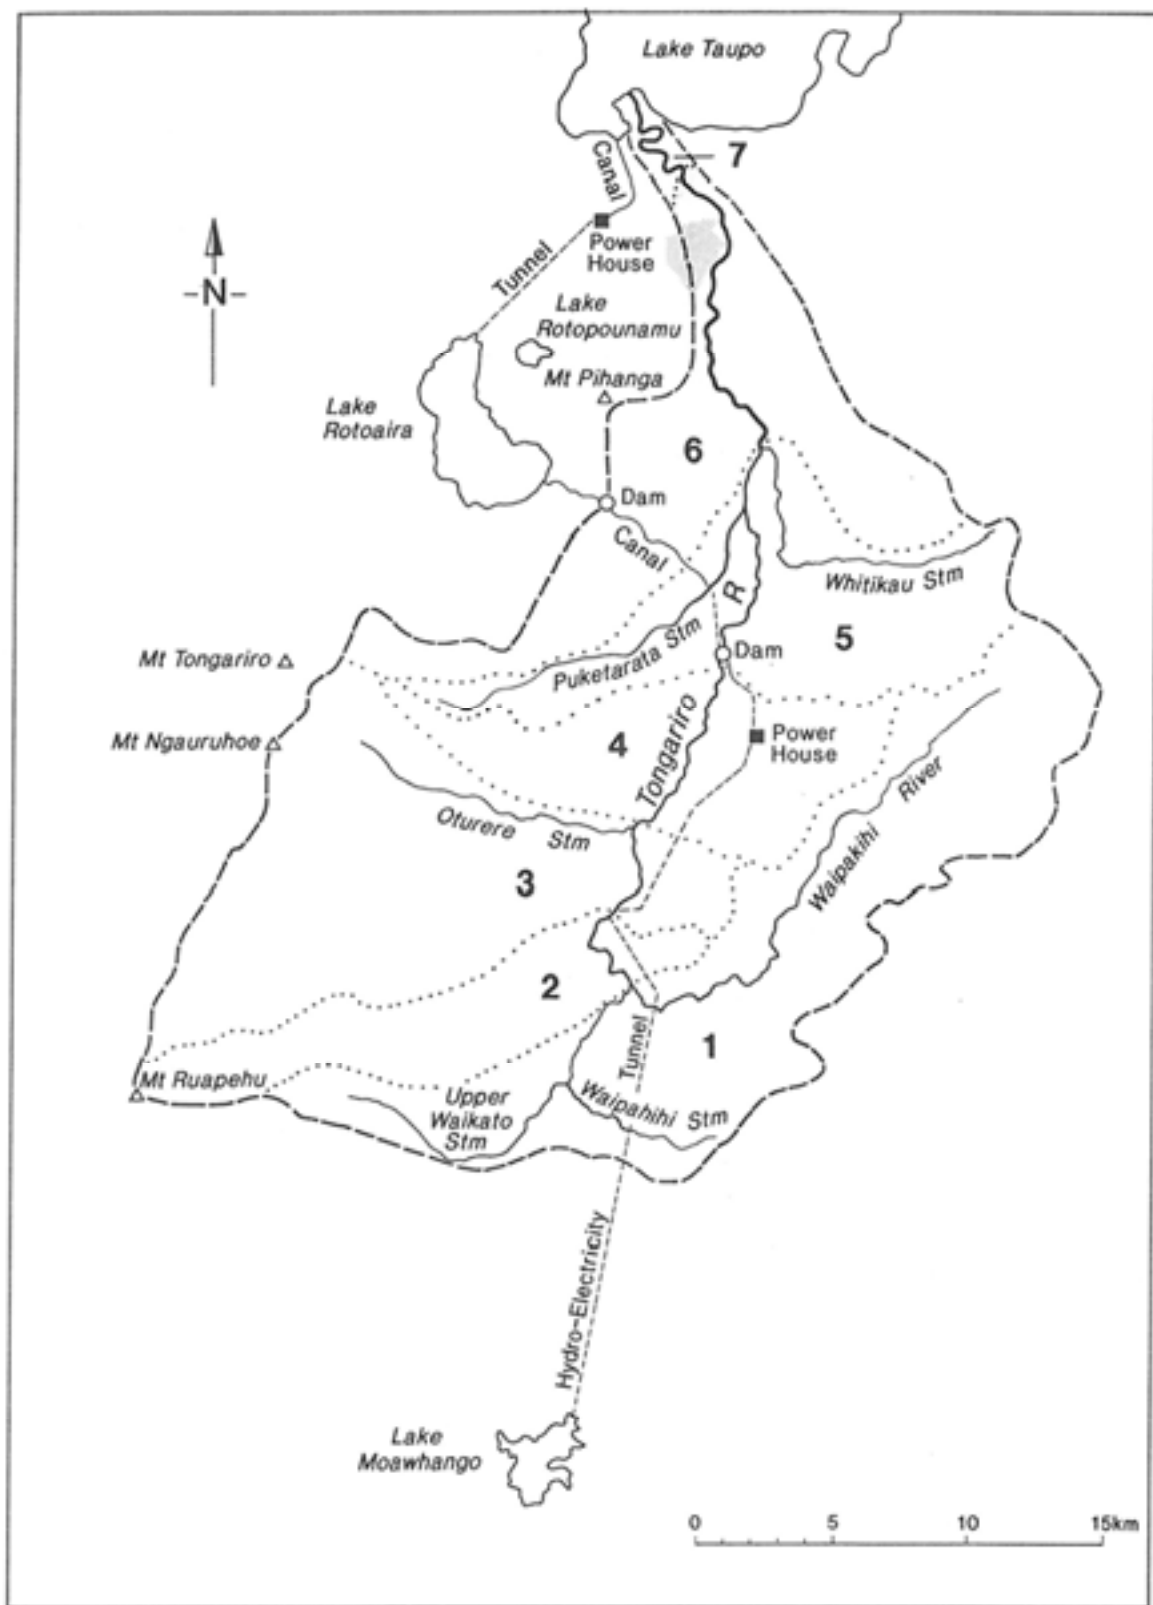 Lake Taupo
7
Canal
Power
House
Tunnel
-N-
Lake
Rotopounamu
Mt Pihanga
Lake
Rotoaira
6
Dam
Canal
Whitikau Stm
R
5
Mt Tongariro
Puketarata Stm
Dam
Mt Ngauruhoe
4
Tongariro
Power
House
Oturere Stm
Waipakihi River
3
2
1
Tunnel
Mt Ruapehu
Upper
Waikato
Stm
Waipahihi Stm
Hydro-Electricity Tunnel
Lake
Moawhango
0 5 10 15km